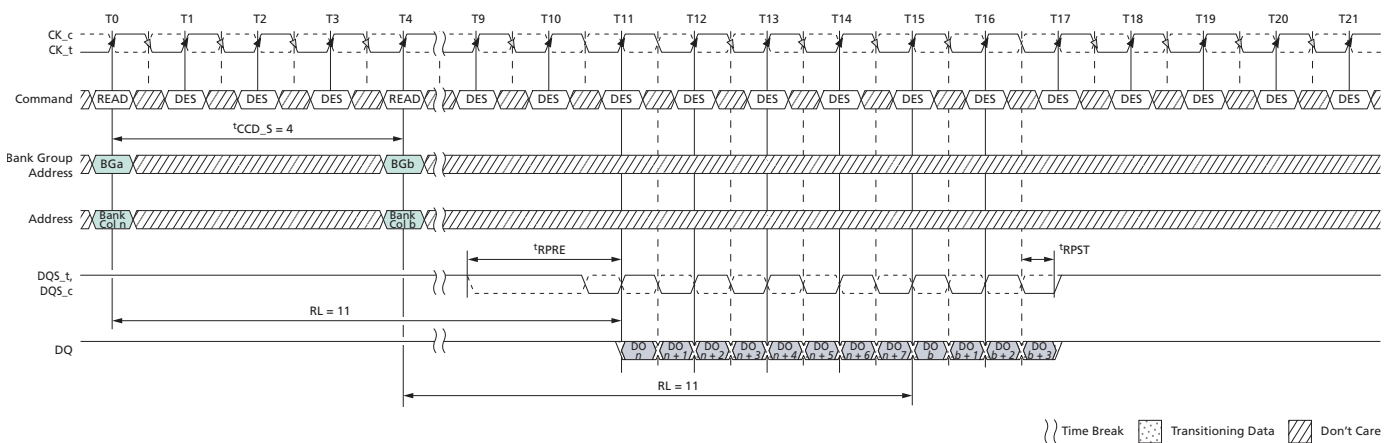 T0 T1 T2 T3 T4 T9 T10 T11 T12 T13 T14 T15 T16 T17 T18 T19 T20 T21
CK_c
CK_t
Command READ DES DES DES READ DES DES DES DES DES DES DES DES DES DES DES DES DES
tCCD_S = 4
Bank Group
Address
BGa BGb
Address
Bank
Col n
Bank
Col b
tRPRE tRPST
DQS_t,
DQS_c
RL = 11
DQ
DO
n
DO
n + 1
DO
n + 2
DO
n + 3
DO
n + 4
DO
n + 5
DO
n + 6
DO
n + 7
DO
b
DO
b + 1
DO
b + 2
DO
b + 3
RL = 11
Time Break Transitioning Data Don't Care